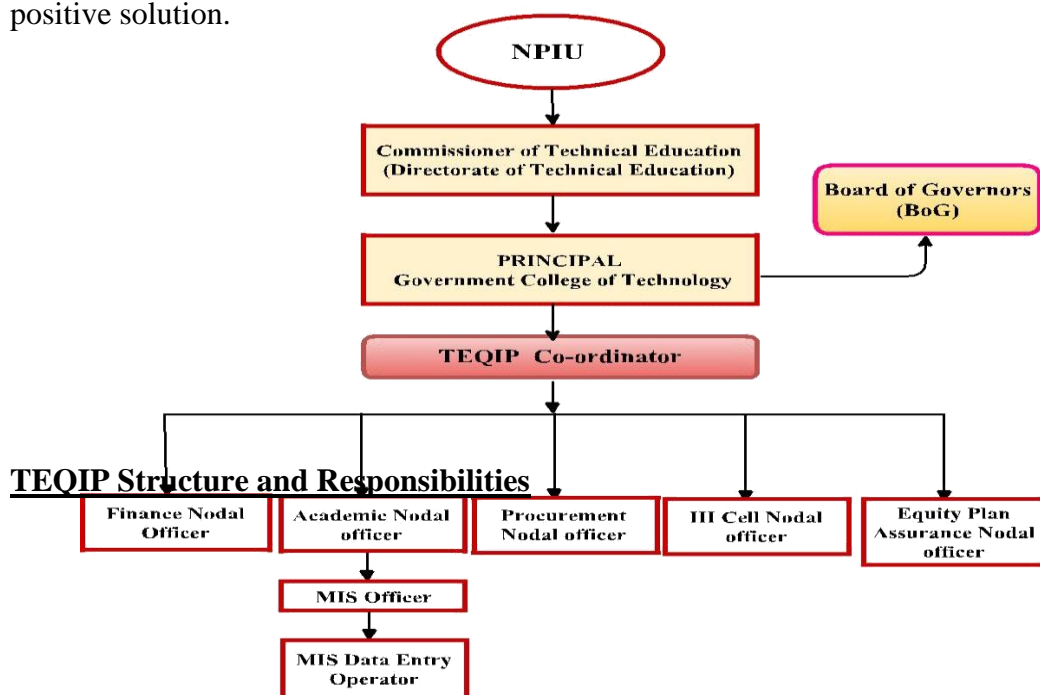 positive solution.
NPIU
Commissioner of Technical Education
(Directorate of Technical Education)
Board of Governors
(BoG)
PRINCIPAL
Government College of Technology
TEQIP Co-ordinator
TEQIP Structure and Responsibilities
Finance Nodal
Officer
Academic Nodal
officer
Procurement
Nodal officer
III Cell Nodal
officer
Equity Plan
Assurance Nodal
officer
MIS Officer
MIS Data Entry
Operator